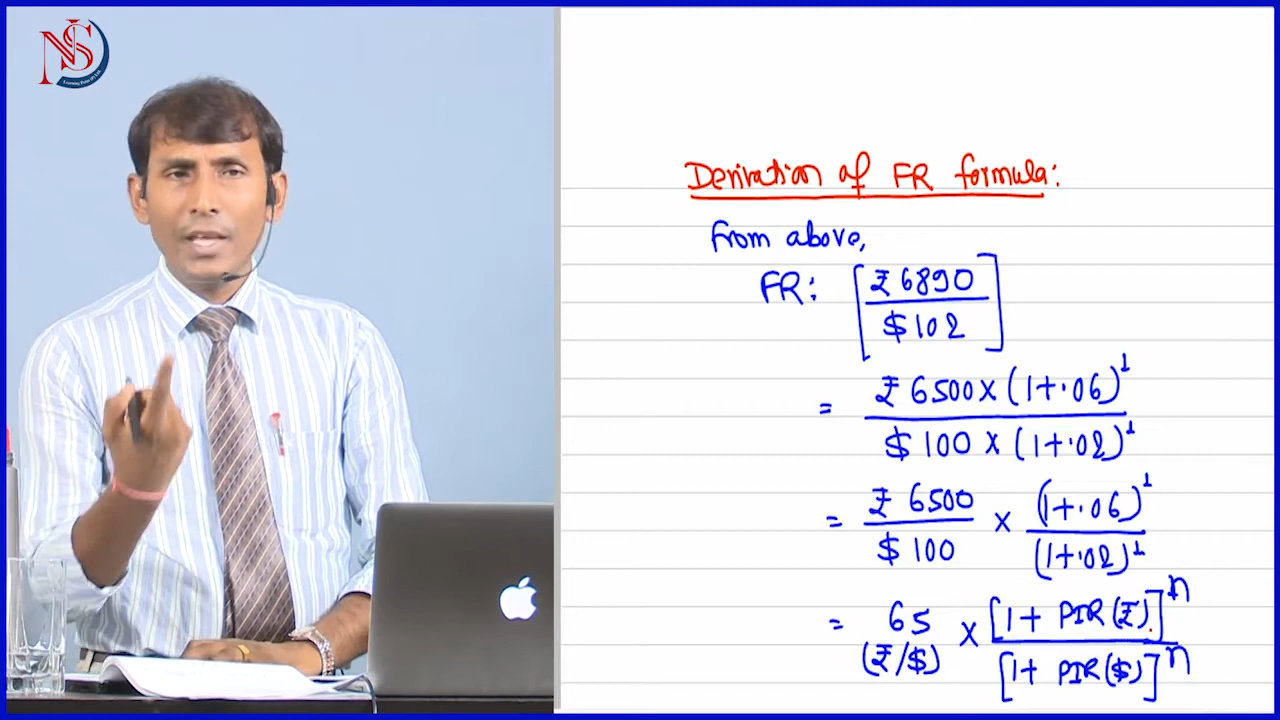 NS
Derivation of FR formula:
From above,
FR: [₹6890 / $102]
= ₹6500 × (1+.06)¹ / $100 × (1+.02)¹
= ₹6500 / $100 × (1+.06)¹ / (1+.02)¹
= 65 (₹/$) × [1+ PIR(₹)]ⁿ / [1+ PIR($)]ⁿ